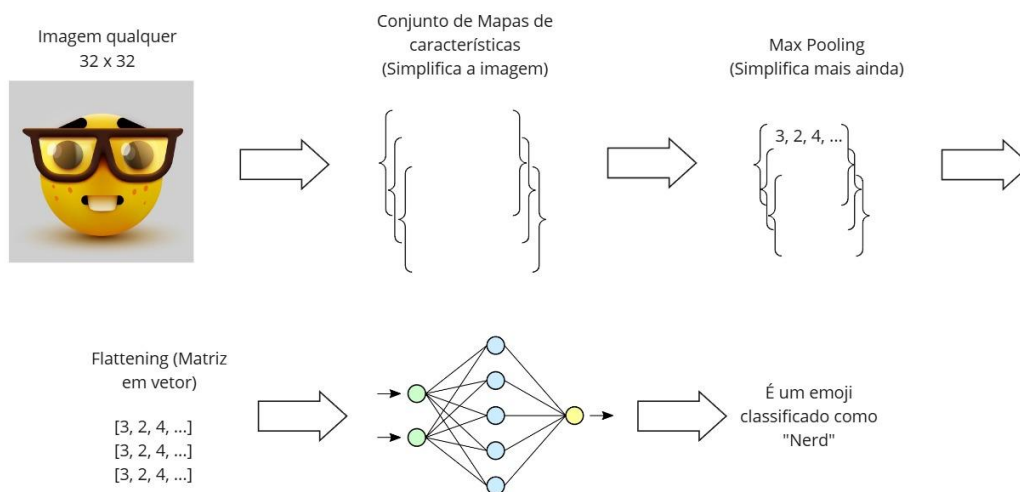 Imagem qualquer
32 x 32
Conjunto de Mapas de
características
(Simplifica a imagem)
Max Pooling
(Simplifica mais ainda)
3, 2, 4, ...
Flattening (Matriz
em vetor)
[3, 2, 4, ...]
[3, 2, 4, ...]
[3, 2, 4, ...]
É um emoji
classificado como
"Nerd"